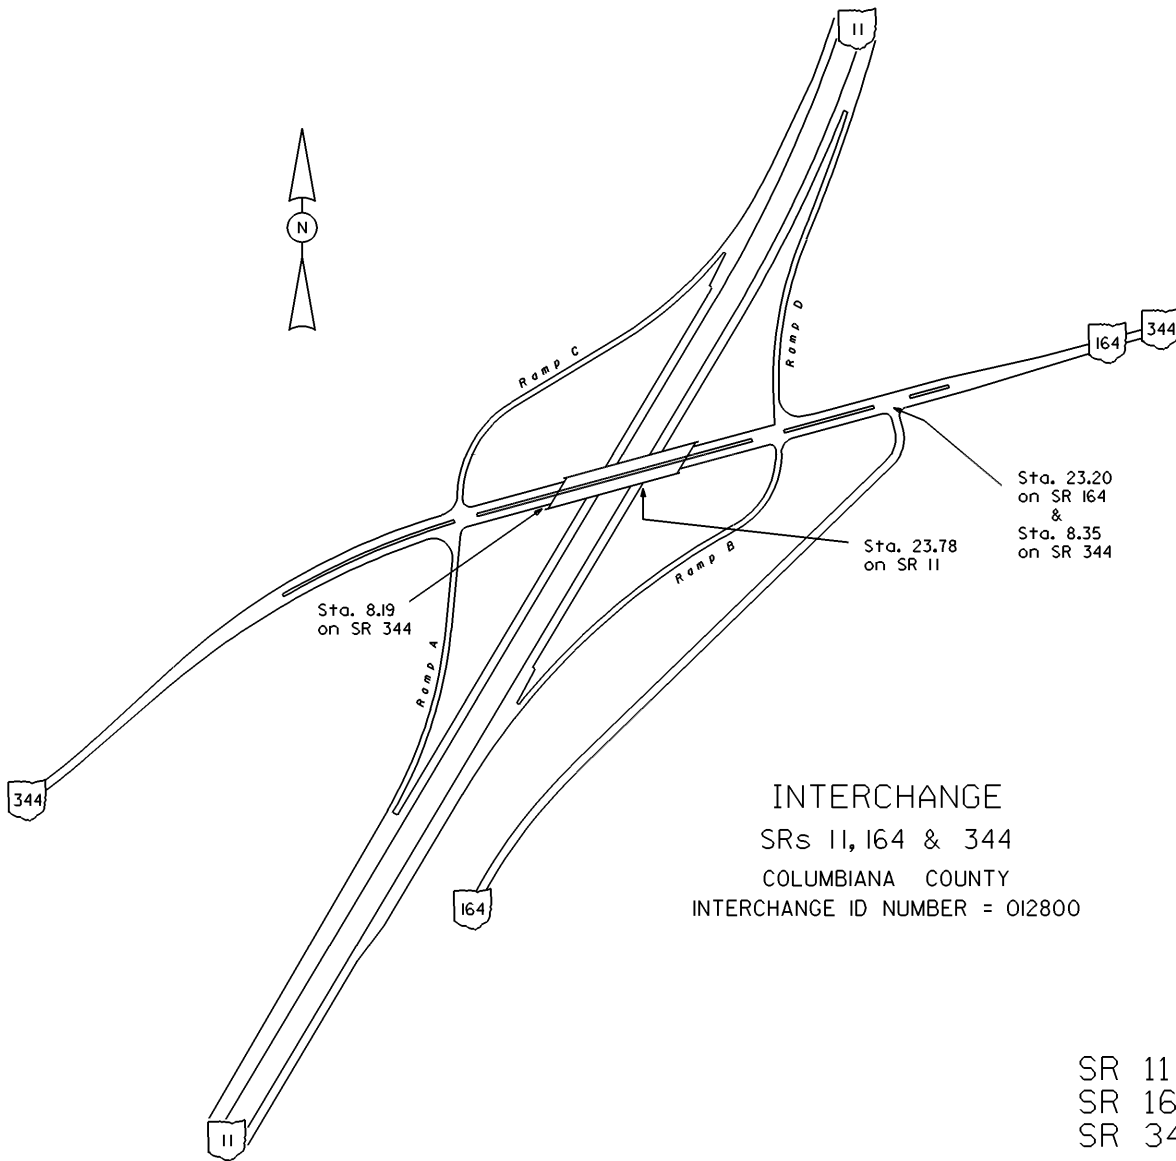 11
N
Ramp D
Ramp C
164
344
Sta. 23.20
on SR 164
&
Sta. 8.35
on SR 344
Sta. 23.78
on SR 11
Ramp B
Sta. 8.19
on SR 344
Ramp A
344
164
INTERCHANGE
SRs 11, 164 & 344
COLUMBIANA COUNTY
INTERCHANGE ID NUMBER = 012800
11
SR 11
SR 16
SR 34